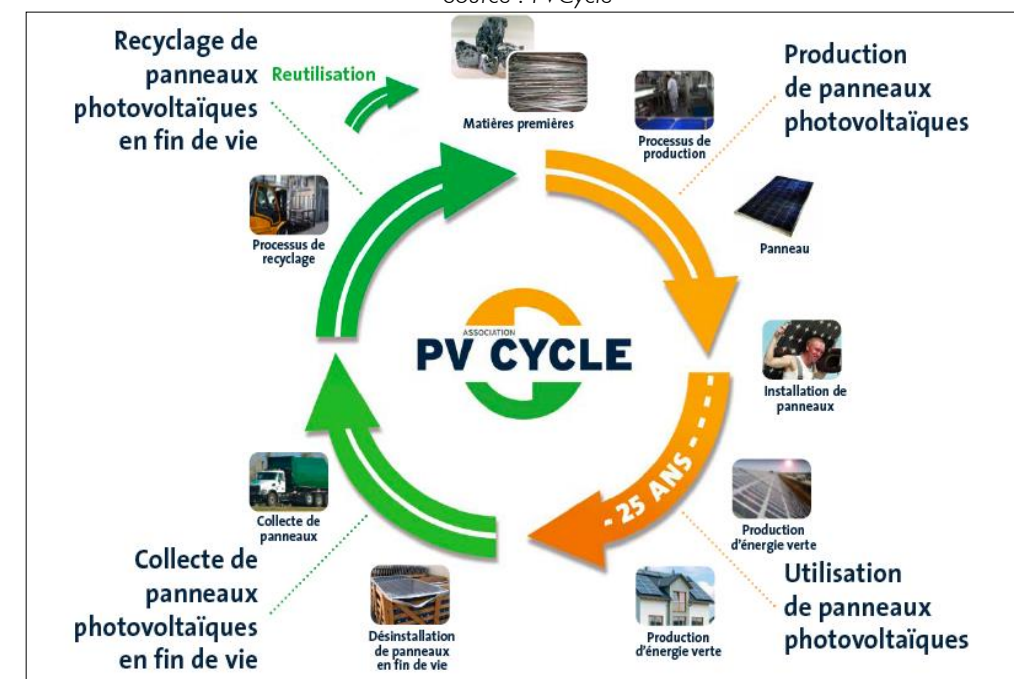 Source : PVCycle
Recyclage de
panneaux
photovoltaïques
en fin de vie
Reutilisation
Matières premières
Processus de
production
Production
de panneaux
photovoltaïques
Panneau
Installation de
panneaux
- 25 ANS -
Production
d'énergie verte
Utilisation
de panneaux
photovoltaïques
Production
d'énergie verte
Désinstallation
de panneaux
en fin de vie
Collecte de
panneaux
Collecte de
panneaux
photovoltaïques
en fin de vie
Processus de
recyclage
ASSOCIATION
PV CYCLE